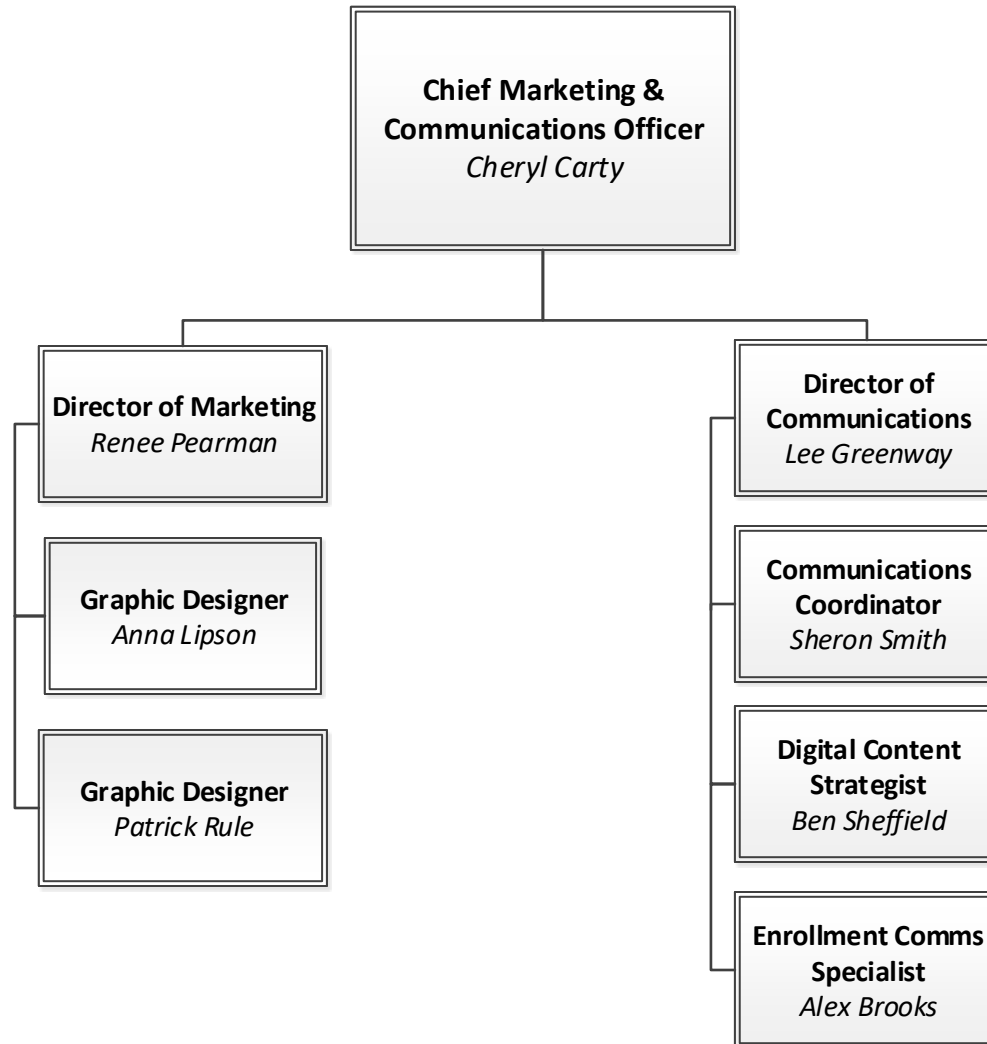 Chief Marketing &
Communications Officer
Cheryl Carty
Director of Marketing
Renee Pearman
Graphic Designer
Anna Lipson
Graphic Designer
Patrick Rule
Director of
Communications
Lee Greenway
Communications
Coordinator
Sheron Smith
Digital Content
Strategist
Ben Sheffield
Enrollment Comms
Specialist
Alex Brooks